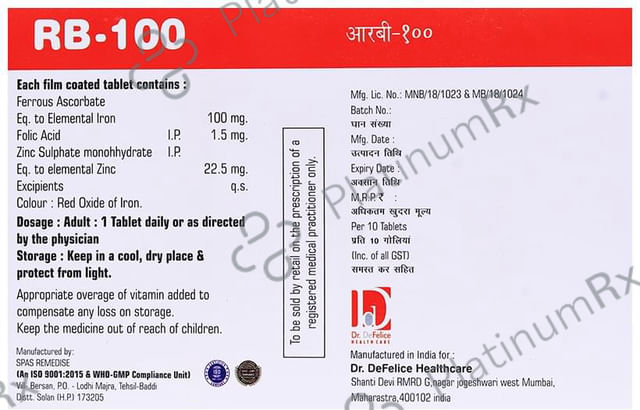 RB-100
आरबी-१००
Each film coated tablet contains :
Ferrous Ascorbate
Eq. to Elemental Iron 100 mg.
Folic Acid I.P. 1.5 mg.
Zinc Sulphate monohhydrate I.P.
Eq. to elemental Zinc 22.5 mg.
Excipients q.s.
Colour : Red Oxide of Iron.
Dosage : Adult : 1 Tablet daily or as directed
by the physician
Storage : Keep in a cool, dry place &
protect from light.
Appropriate overage of vitamin added to
compensate any loss on storage.
Keep the medicine out of reach of children.
Manufactured by:
SPAS REMEDISE
(An ISO 9001:2015 & WHO-GMP Compliance Unit)
Vill. Bersan, P.O. - Lodhi Majra, Tehsil-Baddi
Distt. Solan (H.P.) 173205
To be sold by retail on the prescription of a
registered medical practitioner only.
Mfg. Lic. No.: MNB/18/1023 & MB/18/1024
Batch No.:
घान संख्या
Mfg. Date :
उत्पादन तिथि
Expiry Date :
अवसान तिथि
M.R.P. ₹ :
अधिकतम खुदरा मूल्य
Per 10 Tablets
प्रति 10 गोलियां
(Inc. of all GST)
समस्त कर सहित
Dr. DeFelice
HEALTHCARE
Manufactured in India for :
Dr. DeFelice Healthcare
Shanti Devi RMRD G,nagar jogeshwari west Mumbai,
Maharastra,400102 india
PlatinumRx
PlatinumRx
PlatinumRx